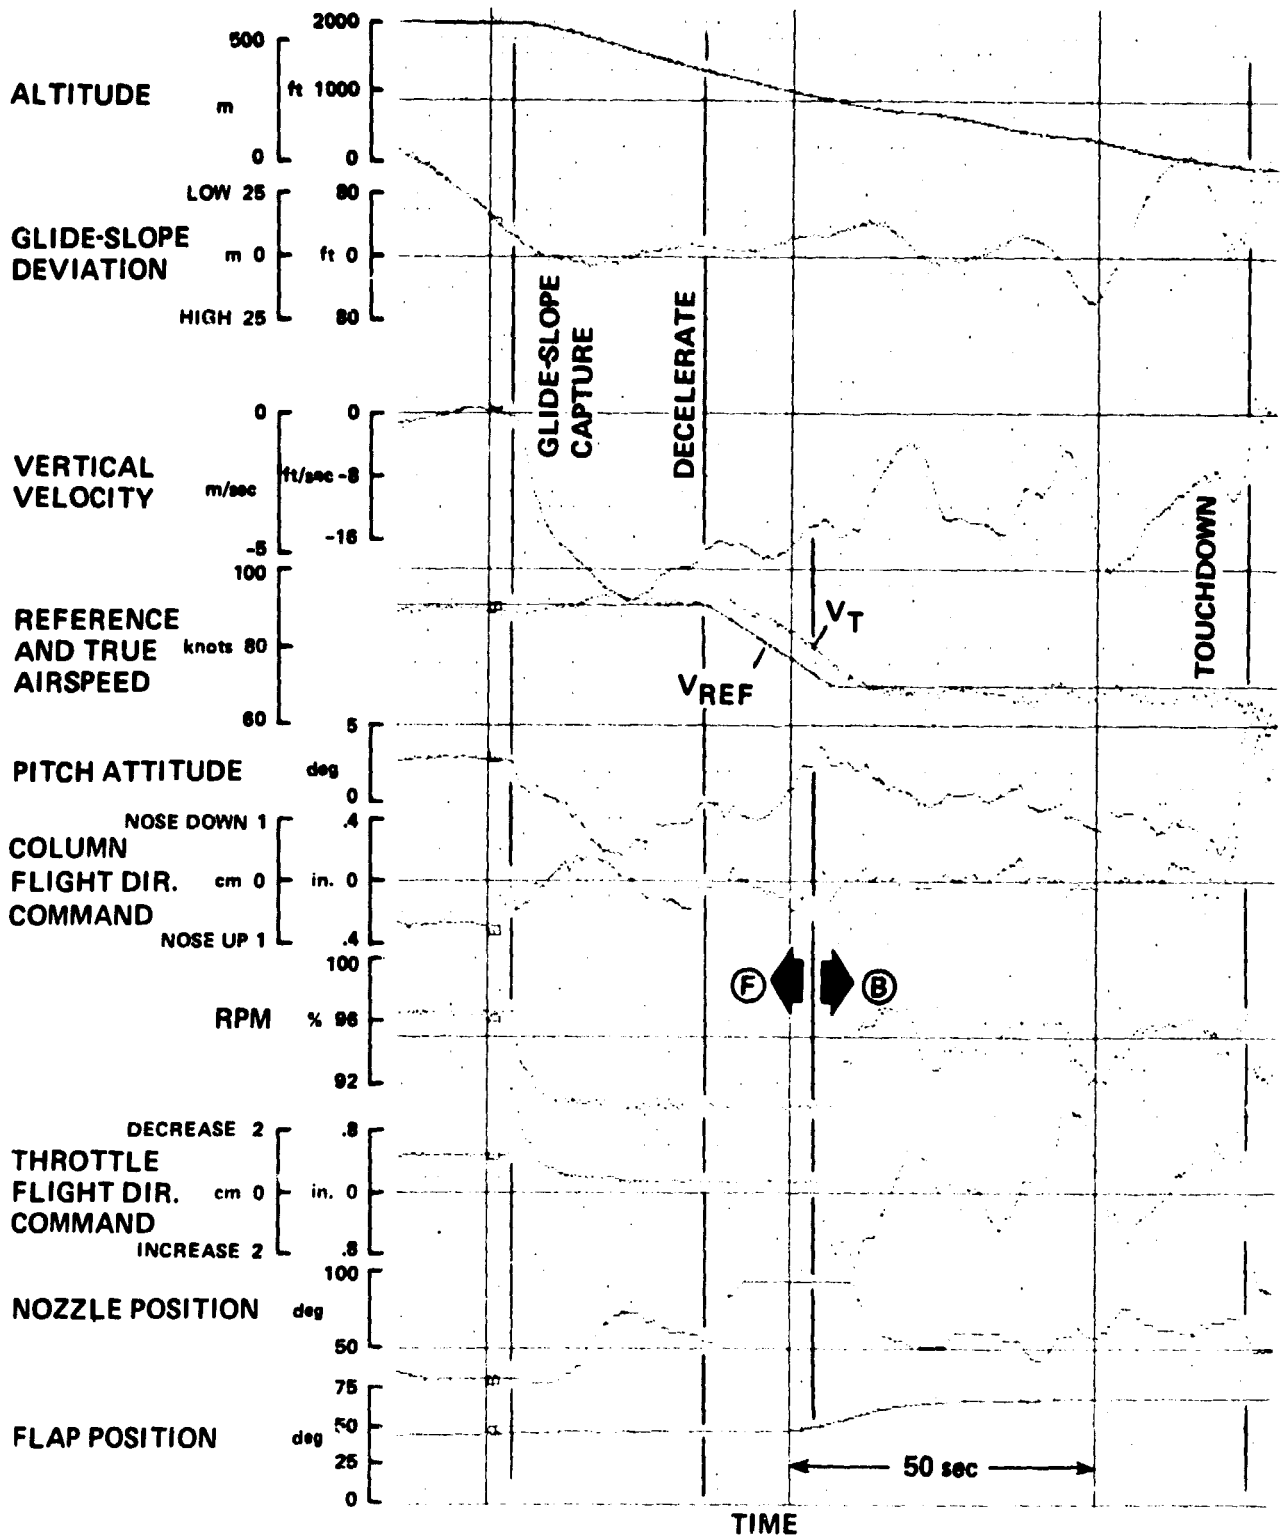 2000
500
ALTITUDE m ft 1000
0 0
LOW 25 80
GLIDE-SLOPE
DEVIATION m 0 ft 0
HIGH 25 80
GLIDE-SLOPE
CAPTURE
DECELERATE
0 0
VERTICAL
VELOCITY m/sec ft/sec -8
-16
-5
TOUCHDOWN
100
REFERENCE
AND TRUE knots 80
AIRSPEED
60
VT
VREF
5
PITCH ATTITUDE deg
0
NOSE DOWN 1 .4
COLUMN
FLIGHT DIR. cm 0 in. 0
COMMAND
NOSE UP 1 .4
F B
100
RPM % 96
92
DECREASE 2 .8
THROTTLE
FLIGHT DIR. cm 0 in. 0
COMMAND
INCREASE 2 .8
100
NOZZLE POSITION deg
50
75
50
FLAP POSITION deg
25
0
50 sec
TIME